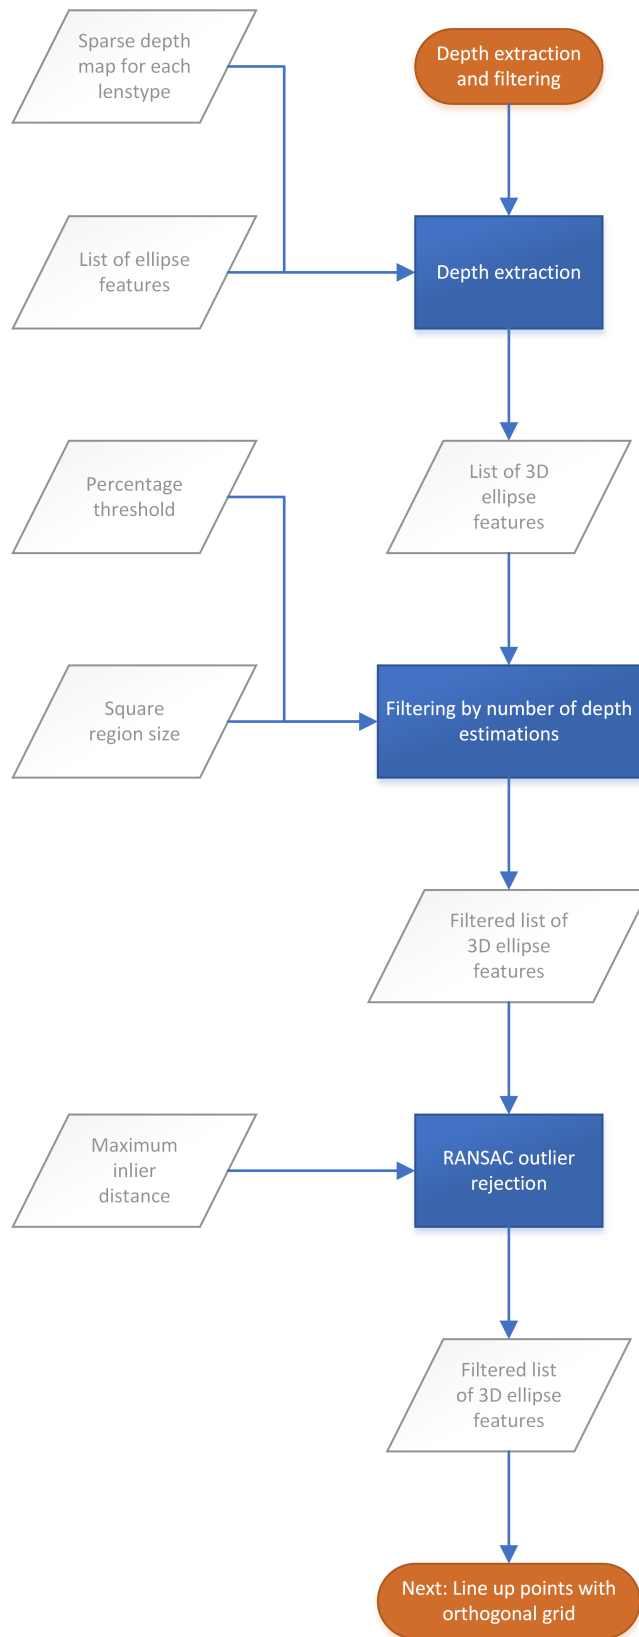 Sparse depth
map for each
lenstype
Depth extraction
and filtering
List of ellipse
features
Depth extraction
List of 3D
ellipse
features
Percentage
threshold
Square
region size
Filtering by number of depth
estimations
Filtered list of
3D ellipse
features
Maximum
inlier
distance
RANSAC outlier
rejection
Filtered list
of 3D ellipse
features
Next: Line up points with
orthogonal grid